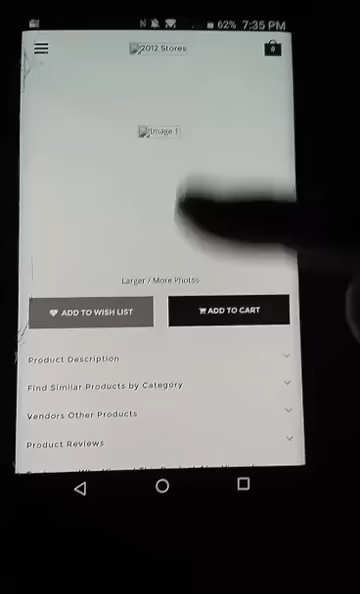 62% 7:35 PM
2012 Stores
0
Image 1
Larger / More Photos
ADD TO WISH LIST
ADD TO CART
Product Description
Find Similar Products by Category
Vendors Other Products
Product Reviews